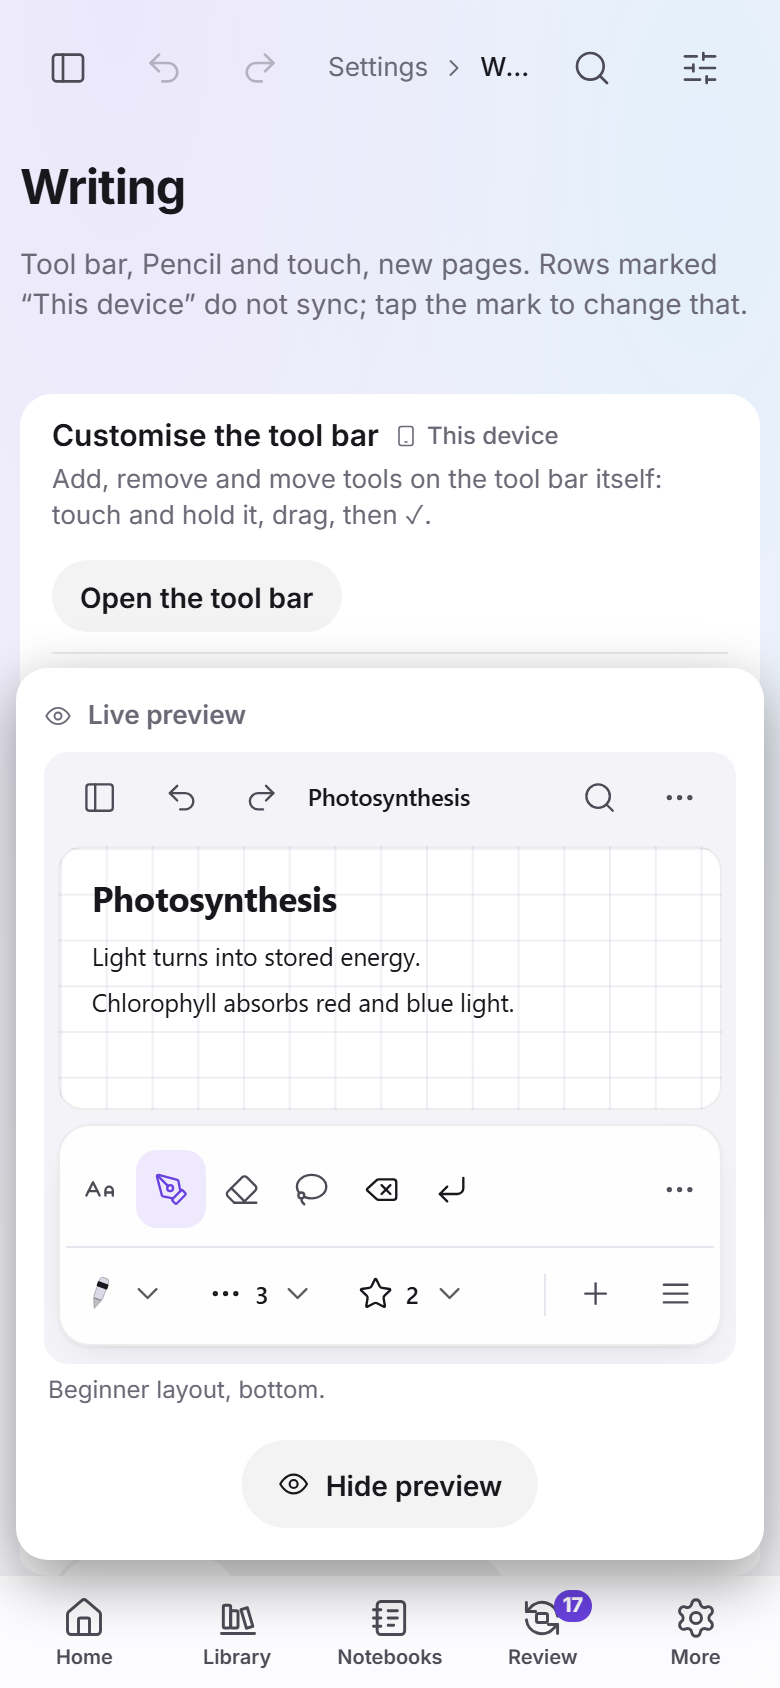 Settings > W...
Writing
Tool bar, Pencil and touch, new pages. Rows marked
“This device” do not sync; tap the mark to change that.
Customise the tool bar This device
Add, remove and move tools on the tool bar itself:
touch and hold it, drag, then ✓.
Open the tool bar
Live preview
Photosynthesis
Photosynthesis
Light turns into stored energy.
Chlorophyll absorbs red and blue light.
Aa
3 2
Beginner layout, bottom.
Hide preview
17
Home Library Notebooks Review More